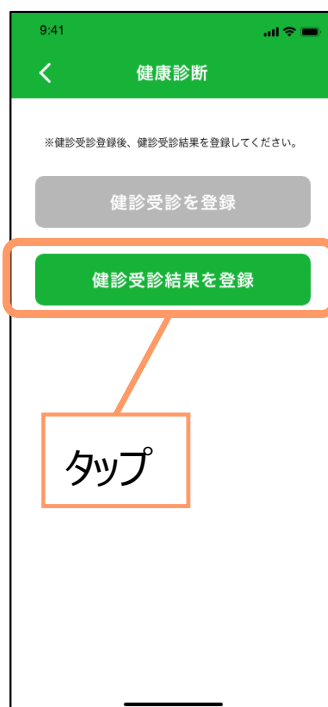 9:41
健康診断
※健診受診登録後、健診受診結果を登録してください。
健診受診を登録
健診受診結果を登録
タップ